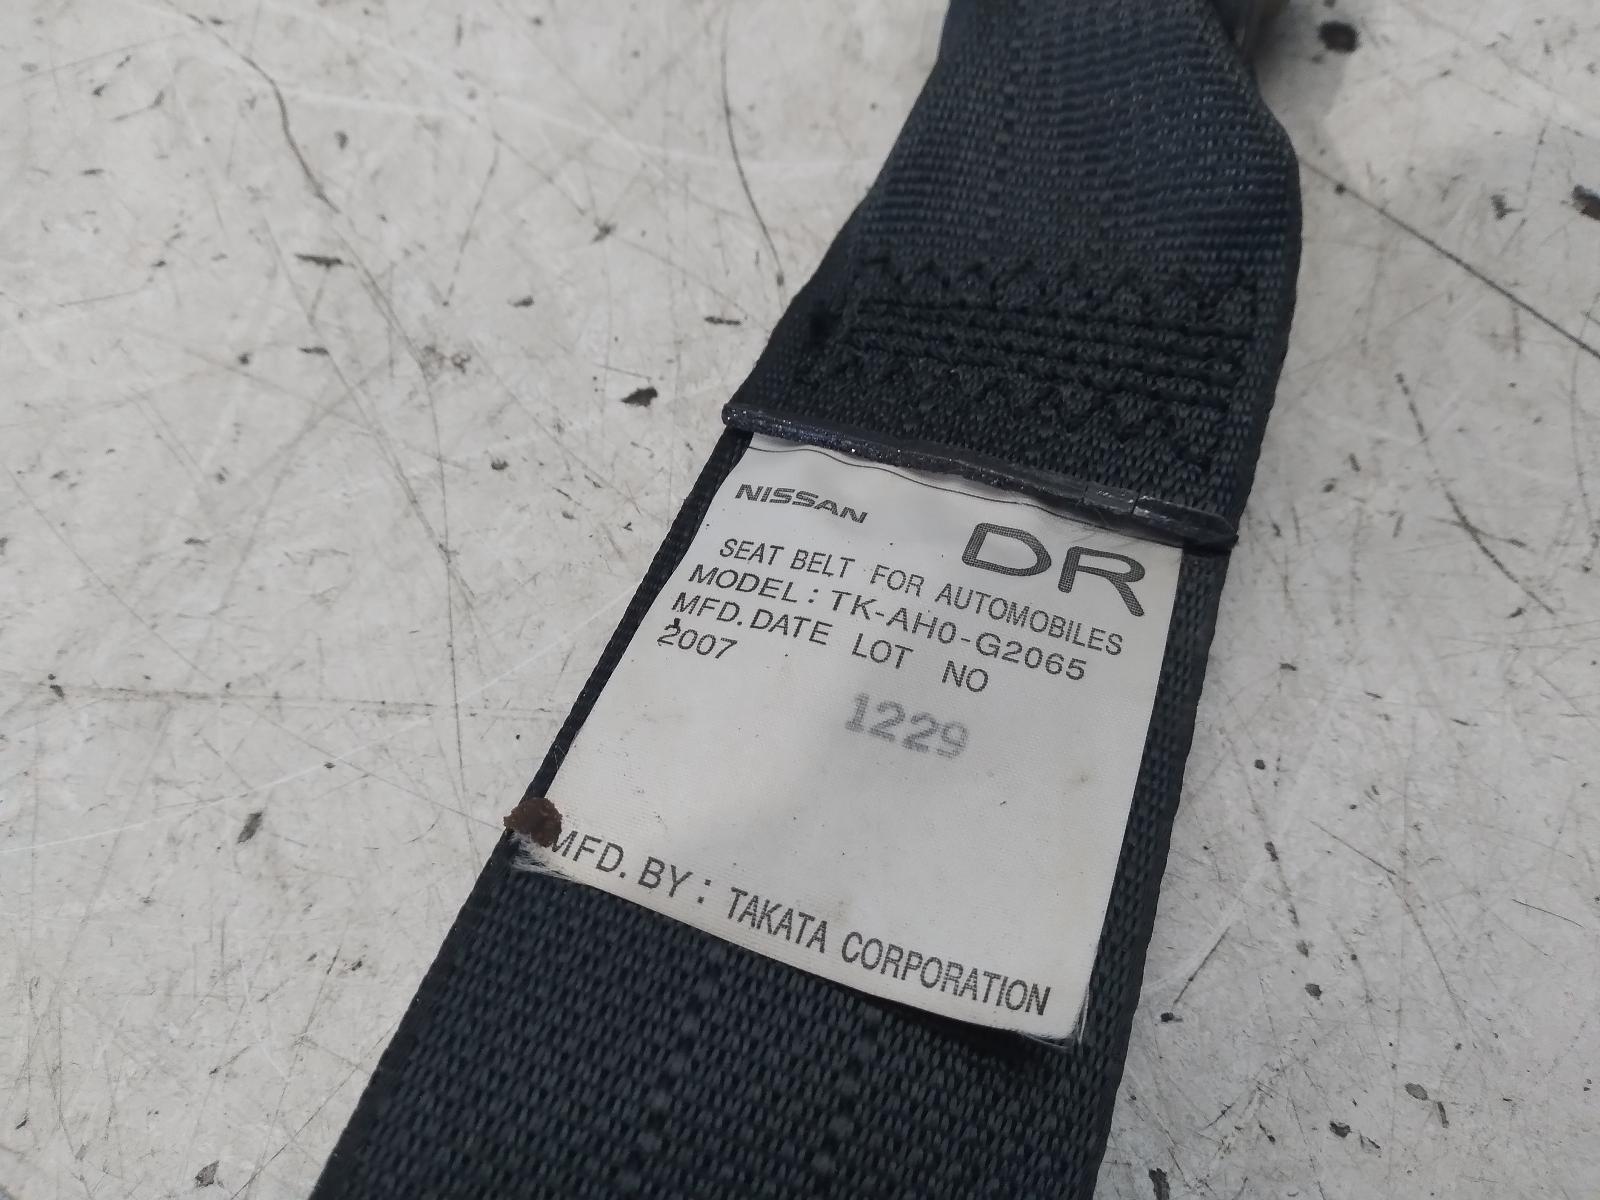 NISSAN
DR
SEAT BELT FOR AUTOMOBILES
MODEL : TK-AH0-G2065
MFD. DATE LOT NO
2007
1229
MFD. BY : TAKATA CORPORATION